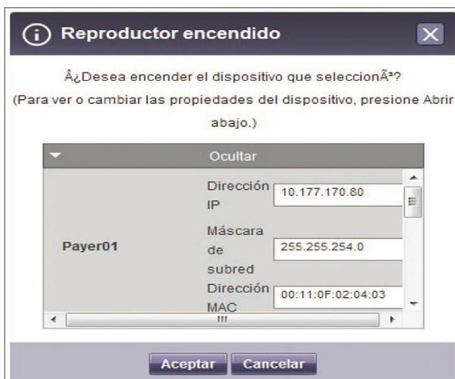 Reproductor encendido
Â¿Desea encender el dispositivo que seleccionÃ³?
(Para ver o cambiar las propiedades del dispositivo, presione Abrir
abajo.)
Ocultar
Payer01
Dirección
IP
10.177.170.80
Máscara
de
subred
255.255.254.0
Dirección
MAC
00:11:0F:02:04:03
Aceptar
Cancelar